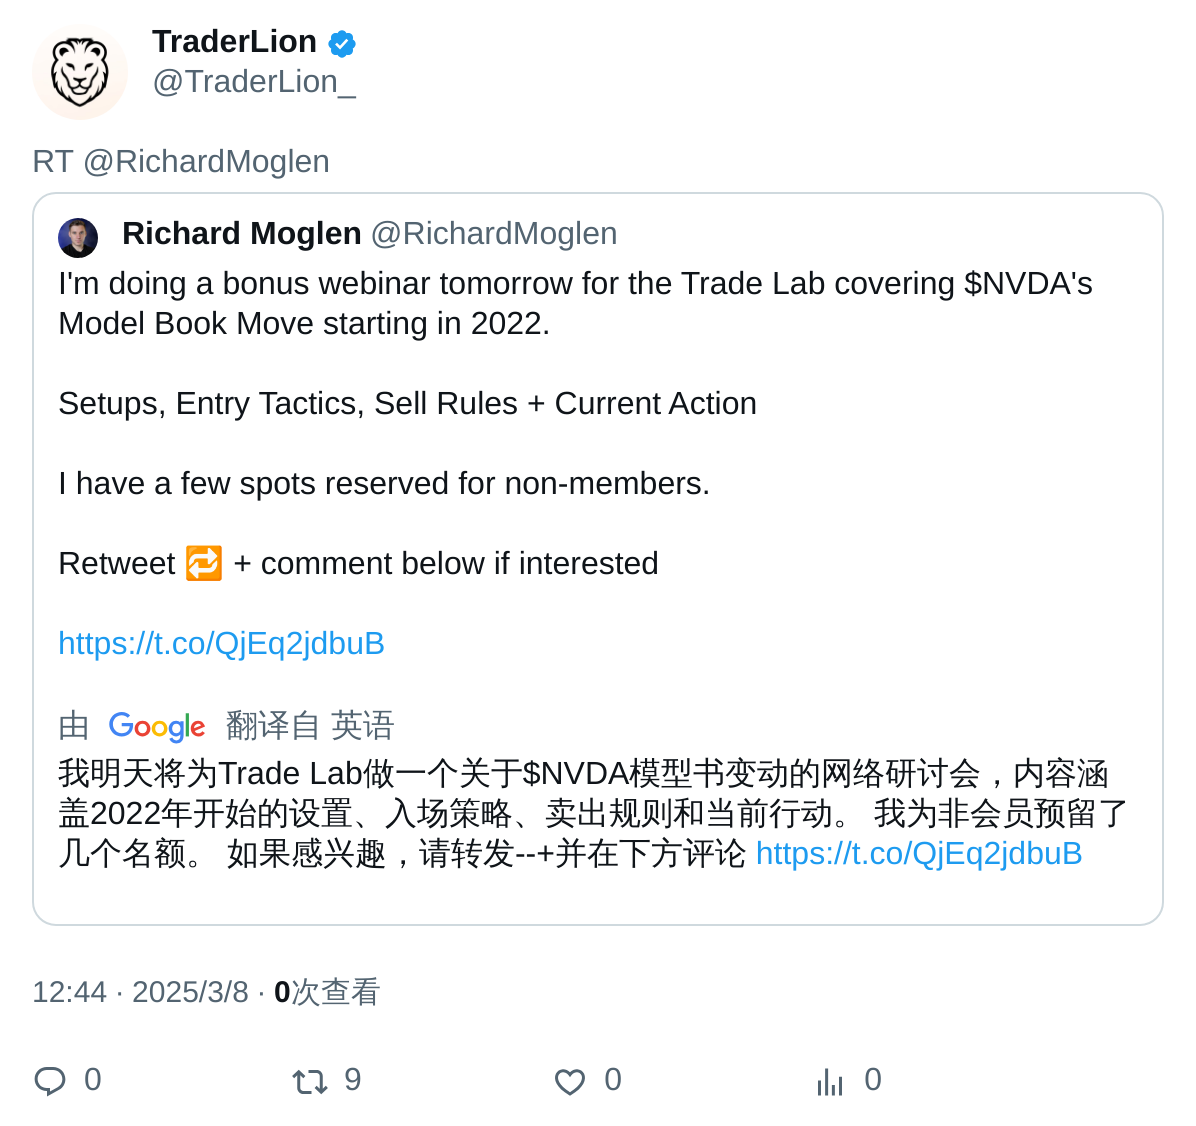 TraderLion
@TraderLion_
RT @RichardMoglen
Richard Moglen @RichardMoglen
I'm doing a bonus webinar tomorrow for the Trade Lab covering $NVDA's
Model Book Move starting in 2022.
Setups, Entry Tactics, Sell Rules + Current Action
I have a few spots reserved for non-members.
Retweet 🔁 + comment below if interested
https://t.co/QjEq2jdbuB
由 Google 翻译自 英语
我明天将为Trade Lab做一个关于$NVDA模型书变动的网络研讨会，内容涵
盖2022年开始的设置、入场策略、卖出规则和当前行动。 我为非会员预留了
几个名额。 如果感兴趣，请转发--+并在下方评论 https://t.co/QjEq2jdbuB
12:44 · 2025/3/8 · 0次查看
0 9 0 0